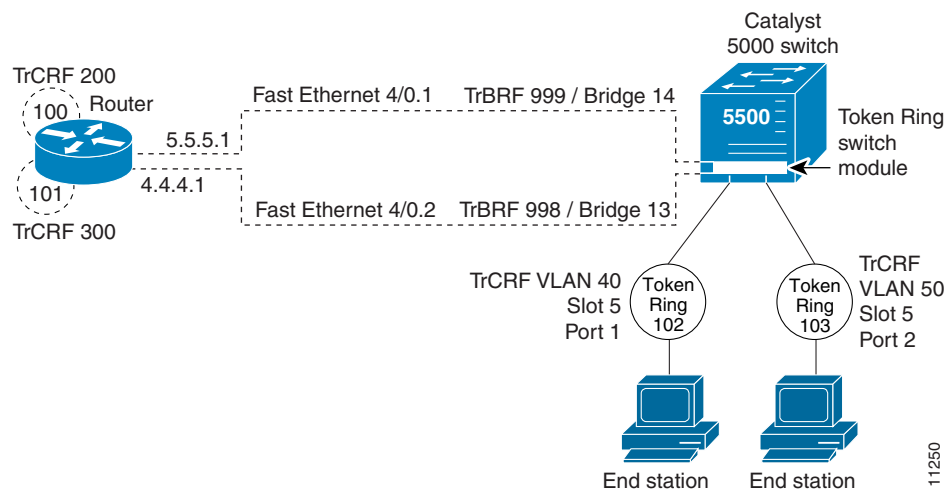 Catalyst
5000 switch
TrCRF 200
100
Router
Fast Ethernet 4/0.1
TrBRF 999 / Bridge 14
5500
Token Ring
switch
module
5.5.5.1
4.4.4.1
101
TrCRF 300
Fast Ethernet 4/0.2
TrBRF 998 / Bridge 13
TrCRF VLAN 40
Slot 5
Port 1
Token
Ring
102
Token
Ring
103
TrCRF
VLAN 50
Slot 5
Port 2
End station
End station
11250